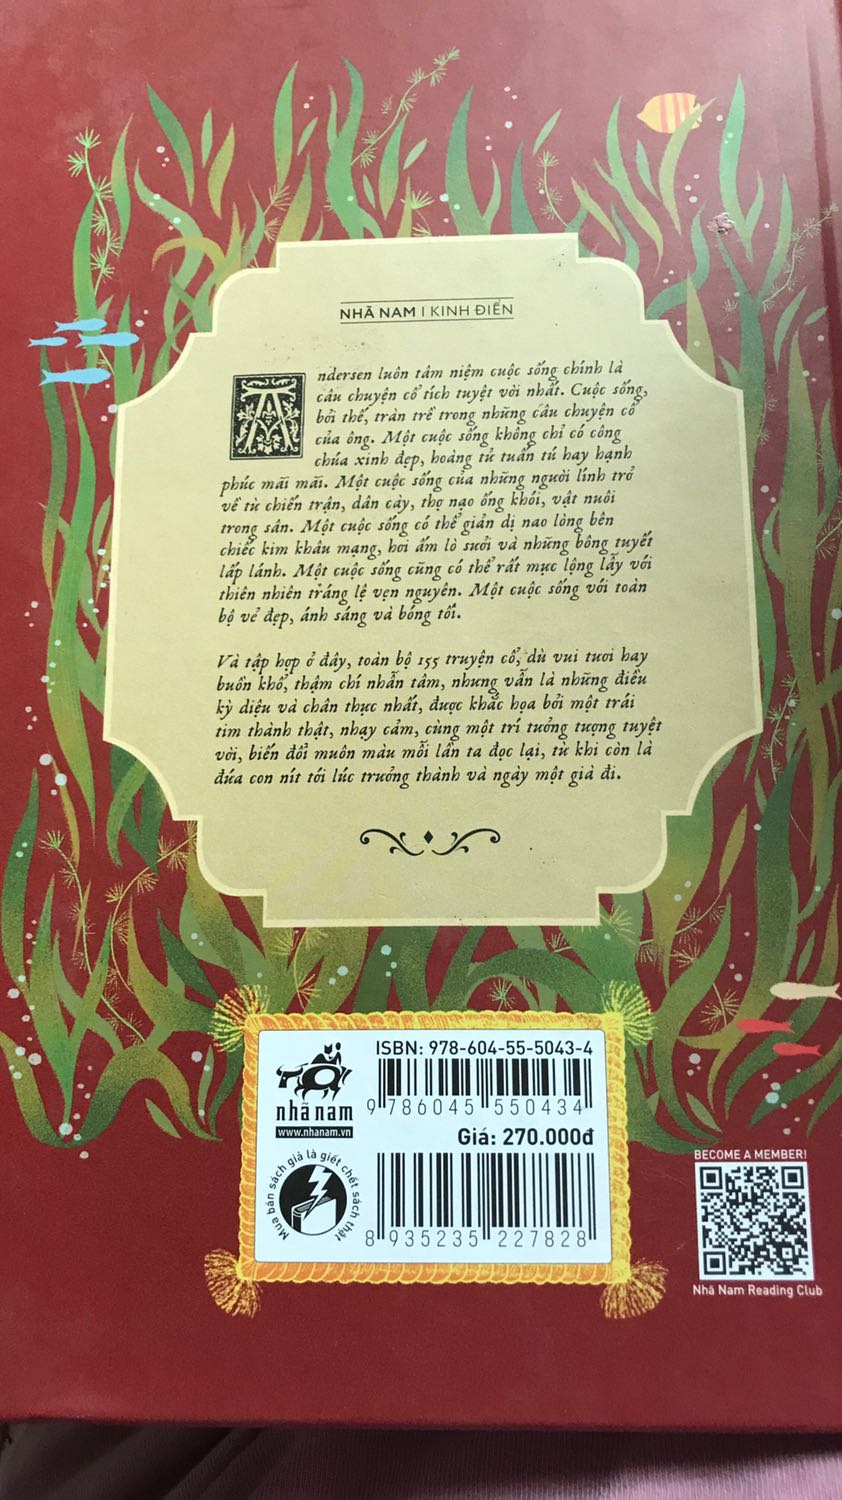 NHÃ NAM | KINH ĐIỂN
Andersen luôn tâm niệm cuộc sống chính là
câu chuyện cổ tích tuyệt vời nhất. Cuộc sống,
bởi thế, tràn trề trong những câu chuyện cổ
của ông. Một cuộc sống không chỉ có công
chúa xinh đẹp, hoàng tử tuấn tú hay hạnh
phúc mãi mãi. Một cuộc sống của những người lính trở
về từ chiến trận, dân cày, thợ nạo ống khói, vật nuôi
trong sân. Một cuộc sống có thể giản dị nao lòng bên
chiếc kim khâu mạng, hơi ấm lò sưởi và những bông tuyết
lấp lánh. Một cuộc sống cũng có thể rất mực lộng lẫy với
thiên nhiên tráng lệ vẹn nguyên. Một cuộc sống với toàn
bộ vẻ đẹp, ánh sáng và bóng tối.
Và tập hợp ở đây, toàn bộ 155 truyện cổ, dù vui tươi hay
buồn khổ, thậm chí nhẫn tâm, nhưng vẫn là những điều
kỳ diệu và chân thực nhất, được khắc họa bởi một trái
tim thành thật, nhạy cảm, cùng một trí tưởng tượng tuyệt
vời, biến đổi muôn màu mỗi lần ta đọc lại, từ khi còn là
đứa con nít tới lúc trưởng thành và ngày một già đi.
nhã nam
www.nhanam.vn
Mua bán sách giả là giết chết sách thật
ISBN: 978-604-55-5043-4
9 786045 550434
Giá: 270.000đ
8 935235 227828
BECOME A MEMBER!
Nhã Nam Reading Club